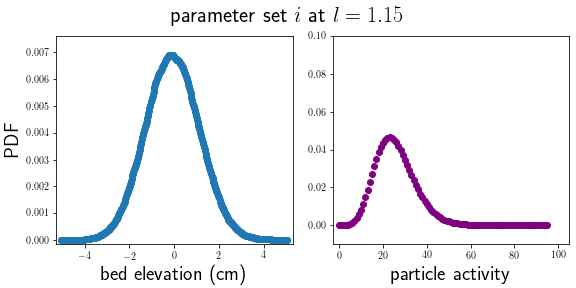 parameter set i at l = 1.15
PDF
0.007
0.006
0.005
0.004
0.003
0.002
0.001
0.000
−4 −2 0 2 4
bed elevation (cm)
0.10
0.08
0.06
0.04
0.02
0.00
0 20 40 60 80 100
particle activity